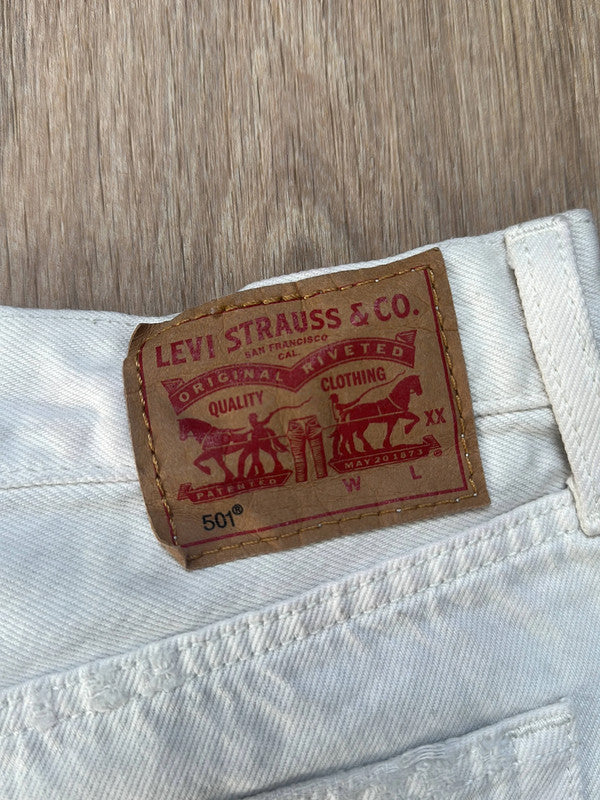 LEVI STRAUSS & CO.
SAN FRANCISCO
CAL
ORIGINAL RIVETED
QUALITY CLOTHING
XX
PATENTED MAY 20 1873
W L
501®